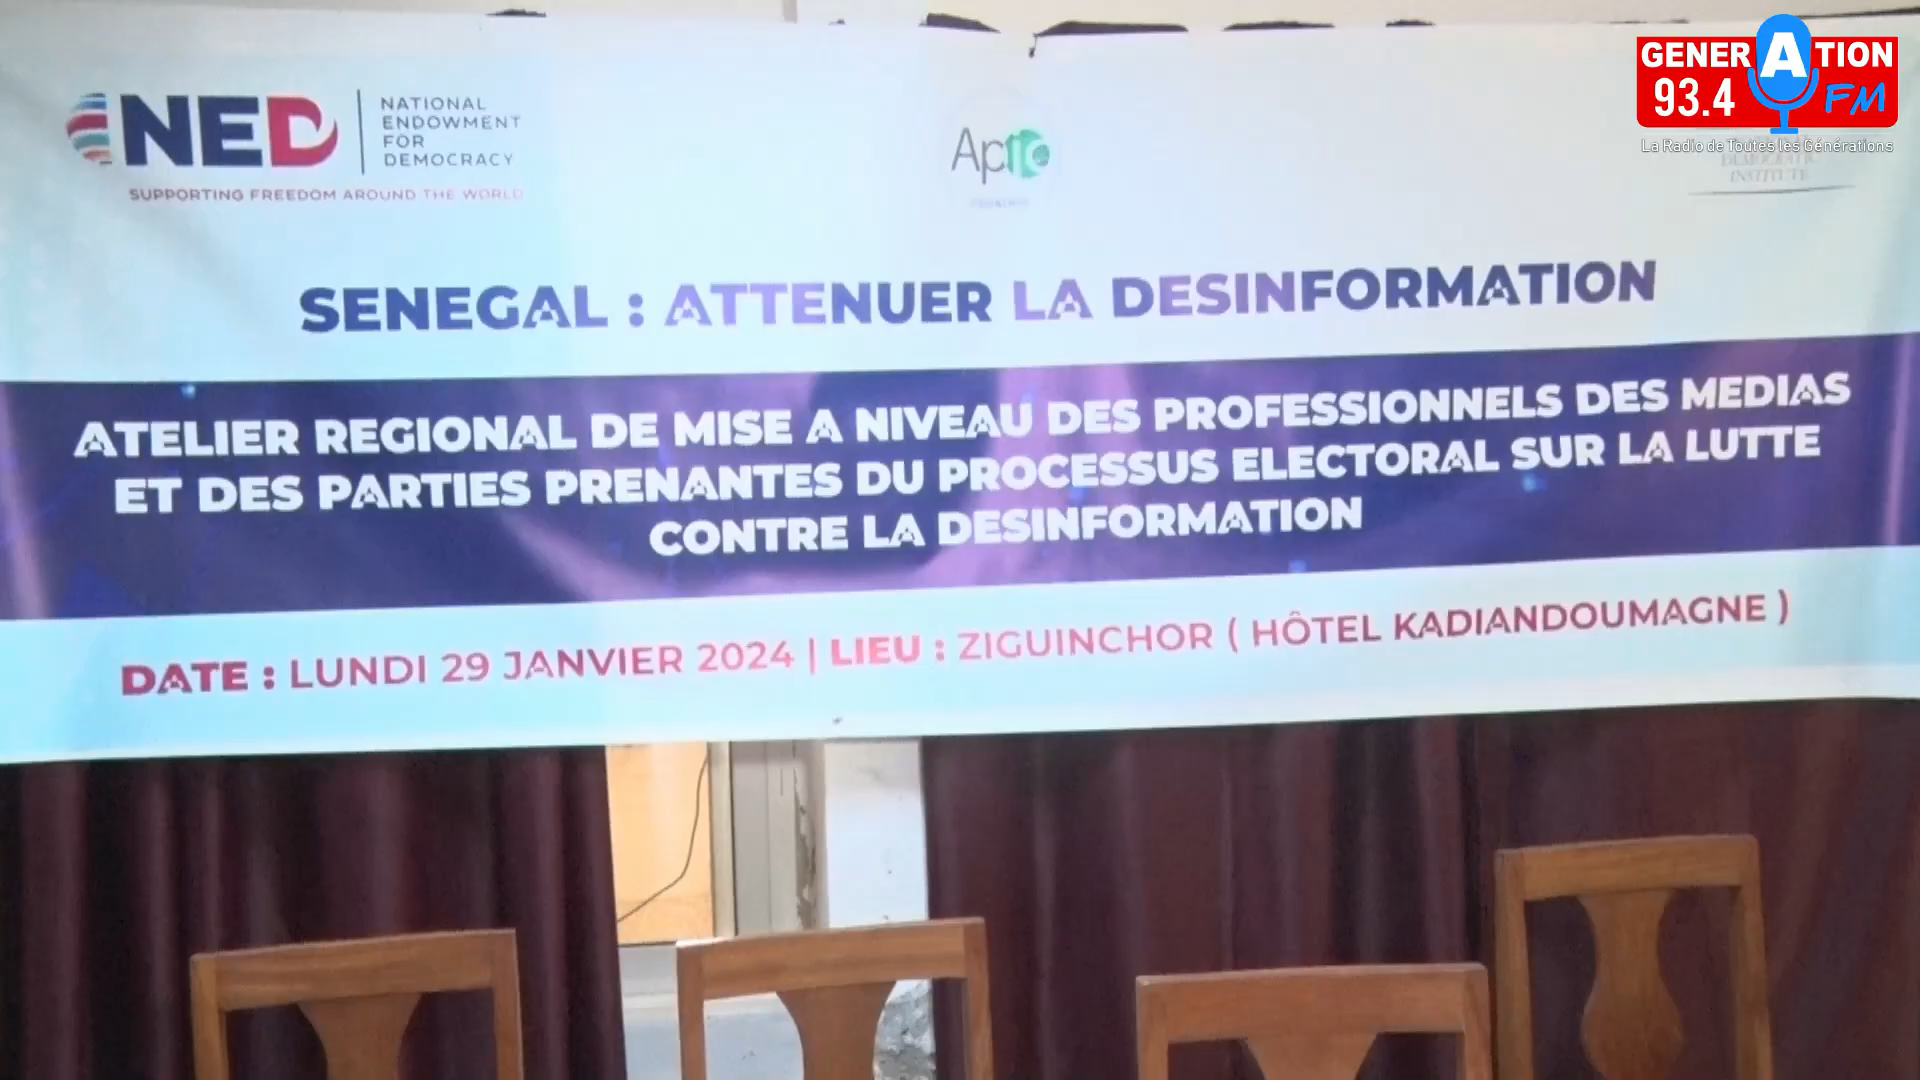 NED
NATIONAL
ENDOWMENT
FOR
DEMOCRACY
SUPPORTING FREEDOM AROUND THE WORLD
GENERATION
93.4 FM
La Radio de Toutes les Générations
DEMOCRATIC
INSTITUTE
SENEGAL : ATTENUER LA DESINFORMATION
ATELIER REGIONAL DE MISE A NIVEAU DES PROFESSIONNELS DES MEDIAS
ET DES PARTIES PRENANTES DU PROCESSUS ELECTORAL SUR LA LUTTE
CONTRE LA DESINFORMATION
DATE : LUNDI 29 JANVIER 2024 | LIEU : ZIGUINCHOR ( HÔTEL KADIANDOUMAGNE )